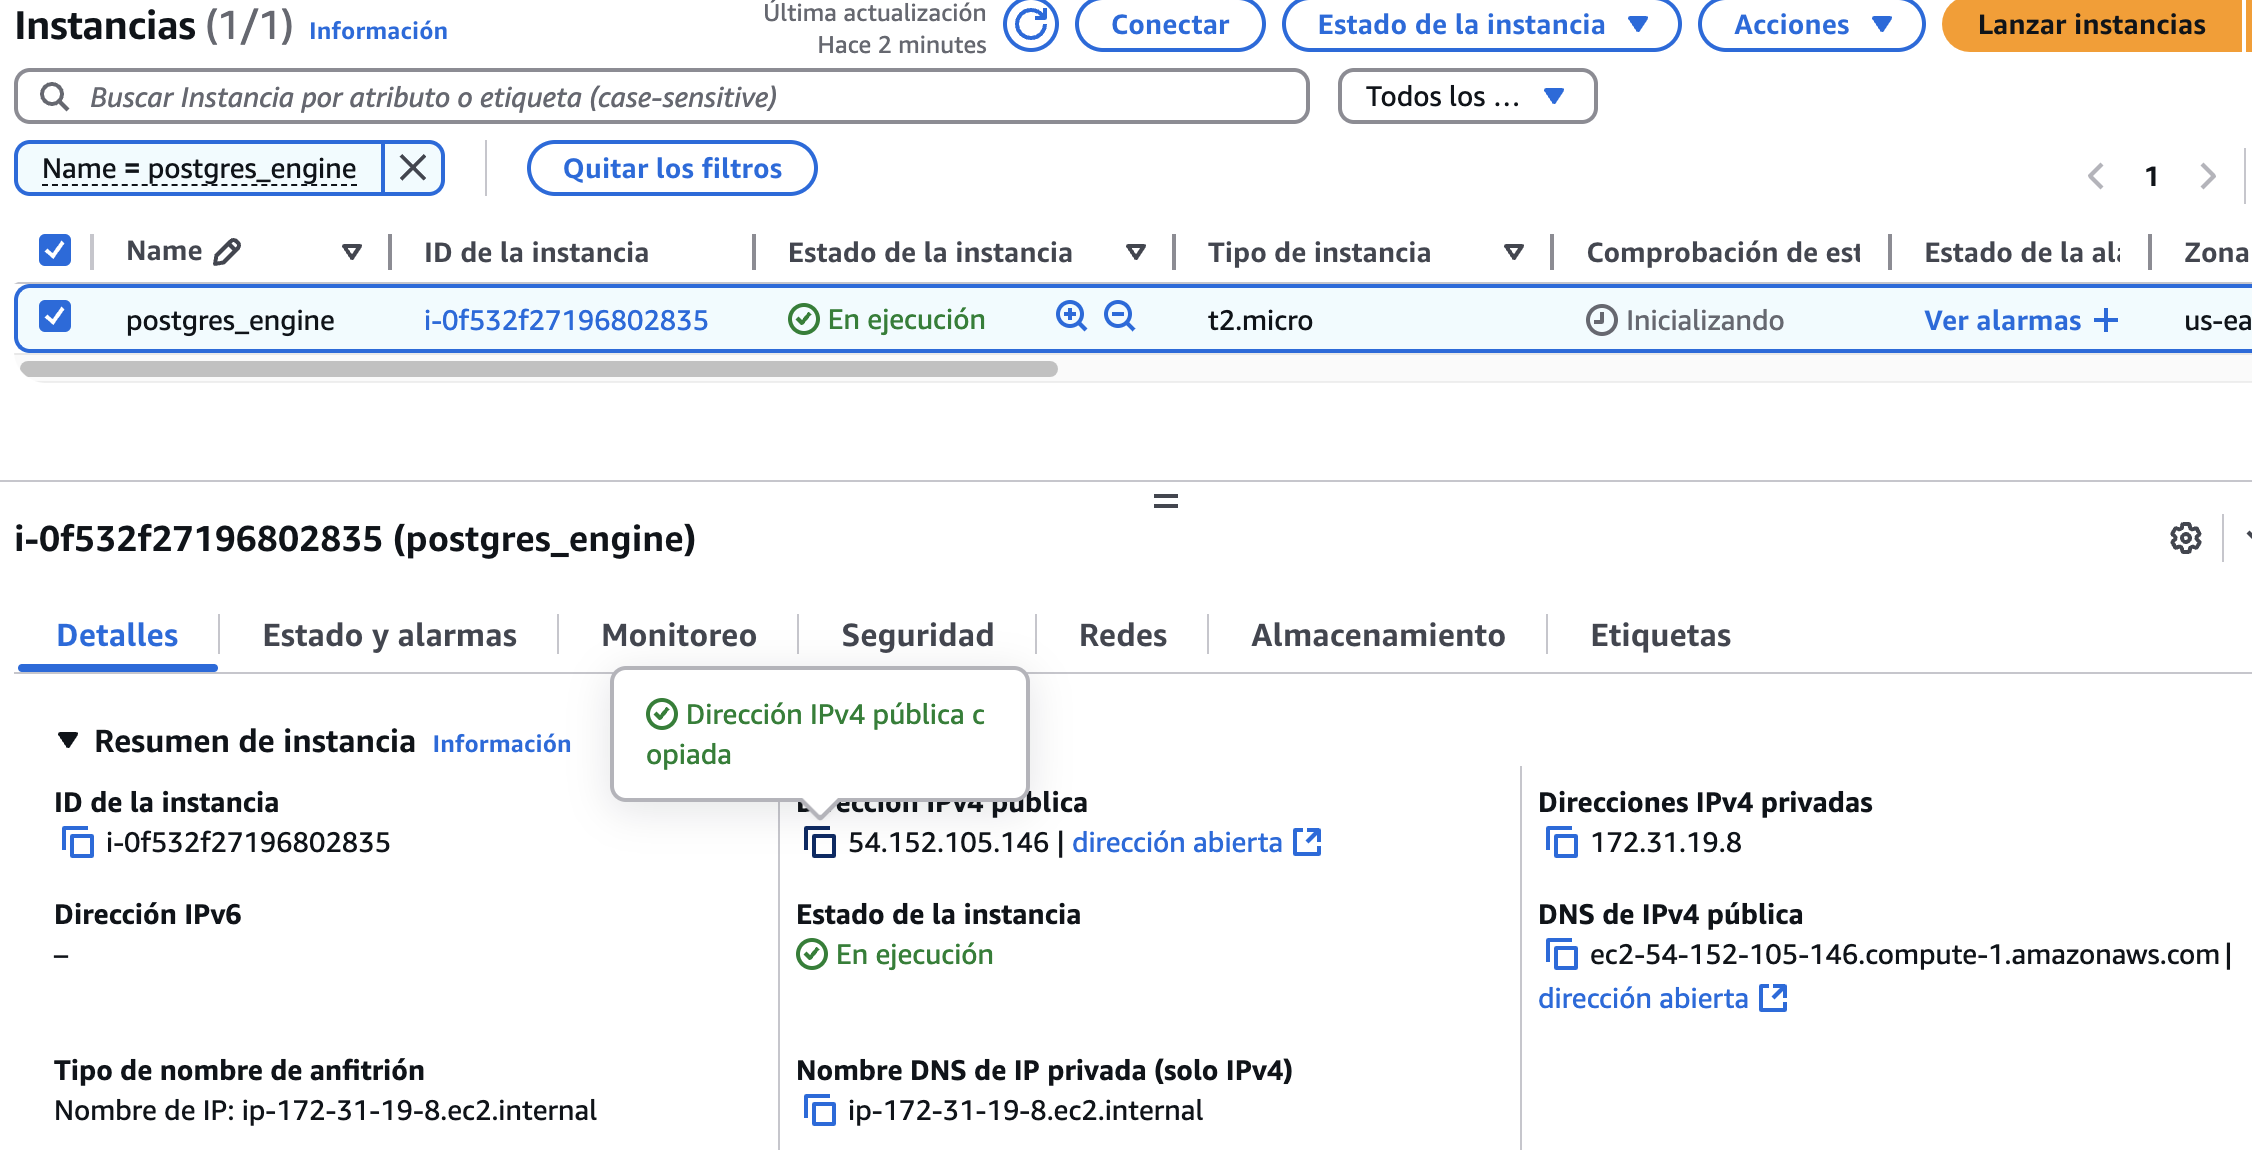 Instancias (1/1) Información
Última actualización
Hace 2 minutes
Conectar
Estado de la instancia
Acciones
Lanzar instancias
Buscar Instancia por atributo o etiqueta (case-sensitive)
Todos los ...
Name = postgres_engine
Quitar los filtros
1
Name
ID de la instancia
Estado de la instancia
Tipo de instancia
Comprobación de est
Estado de la al
Zona
postgres_engine
i-0f532f27196802835
En ejecución
t2.micro
Inicializando
Ver alarmas +
us-ea
i-0f532f27196802835 (postgres_engine)
Detalles
Estado y alarmas
Monitoreo
Seguridad
Redes
Almacenamiento
Etiquetas
Dirección IPv4 pública c
opiada
Resumen de instancia Información
ID de la instancia
i-0f532f27196802835
IPv4 pública
54.152.105.146 | dirección abierta
Direcciones IPv4 privadas
172.31.19.8
Dirección IPv6
–
Estado de la instancia
En ejecución
DNS de IPv4 pública
ec2-54-152-105-146.compute-1.amazonaws.com |
dirección abierta
Tipo de nombre de anfitrión
Nombre de IP: ip-172-31-19-8.ec2.internal
Nombre DNS de IP privada (solo IPv4)
ip-172-31-19-8.ec2.internal